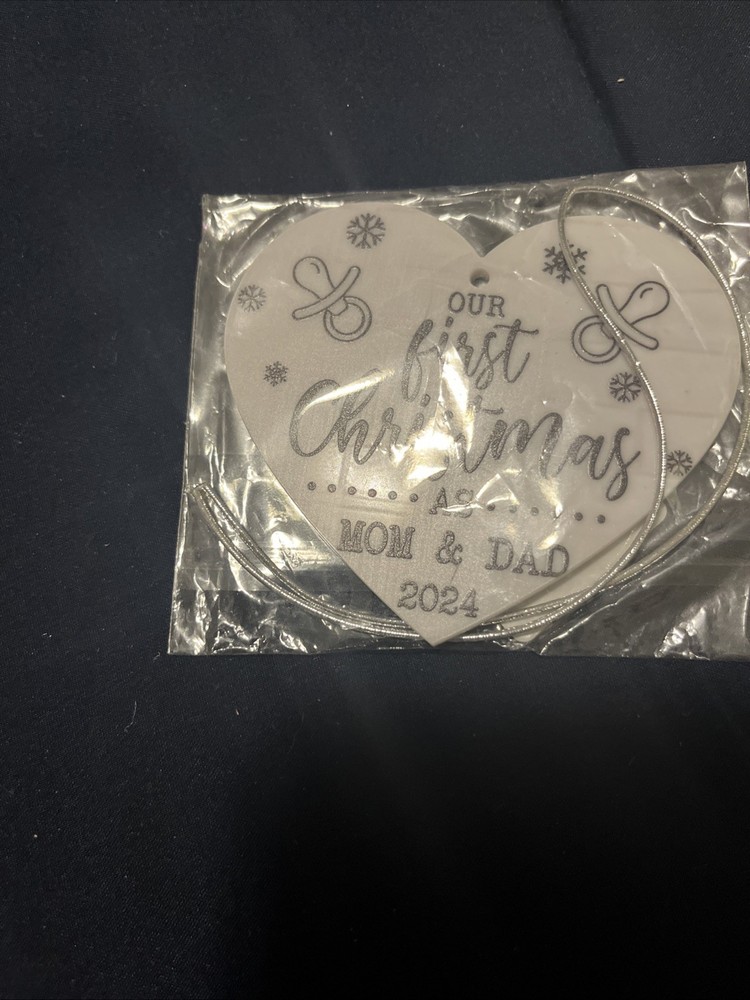 OUR
first
Christmas
AS
MOM & DAD
2024